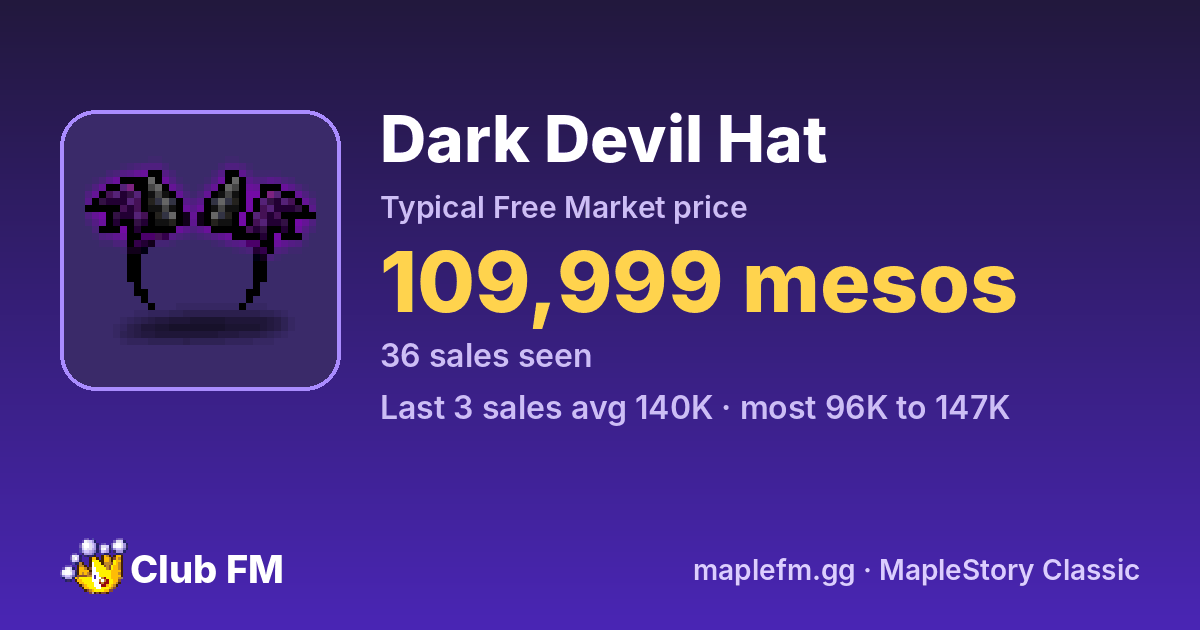 Dark Devil Hat
Typical Free Market price
109,999 mesos
36 sales seen
Last 3 sales avg 140K · most 96K to 147K
Club FM
maplefm.gg · MapleStory Classic